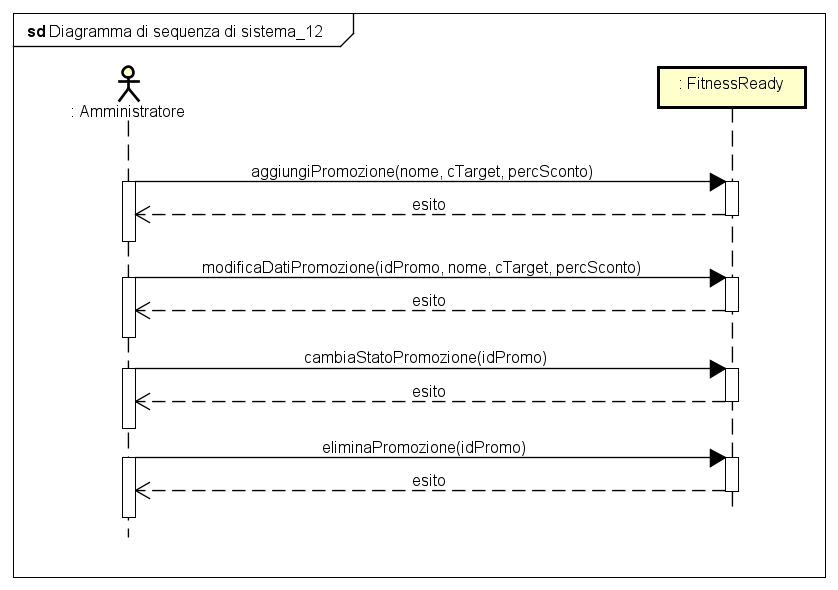 sd Diagramma di sequenza di sistema_12
: Amministratore
: FitnessReady
aggiungiPromozione(nome, cTarget, percSconto)
esito
modificaDatiPromozione(idPromo, nome, cTarget, percSconto)
esito
cambiaStatoPromozione(idPromo)
esito
eliminaPromozione(idPromo)
esito